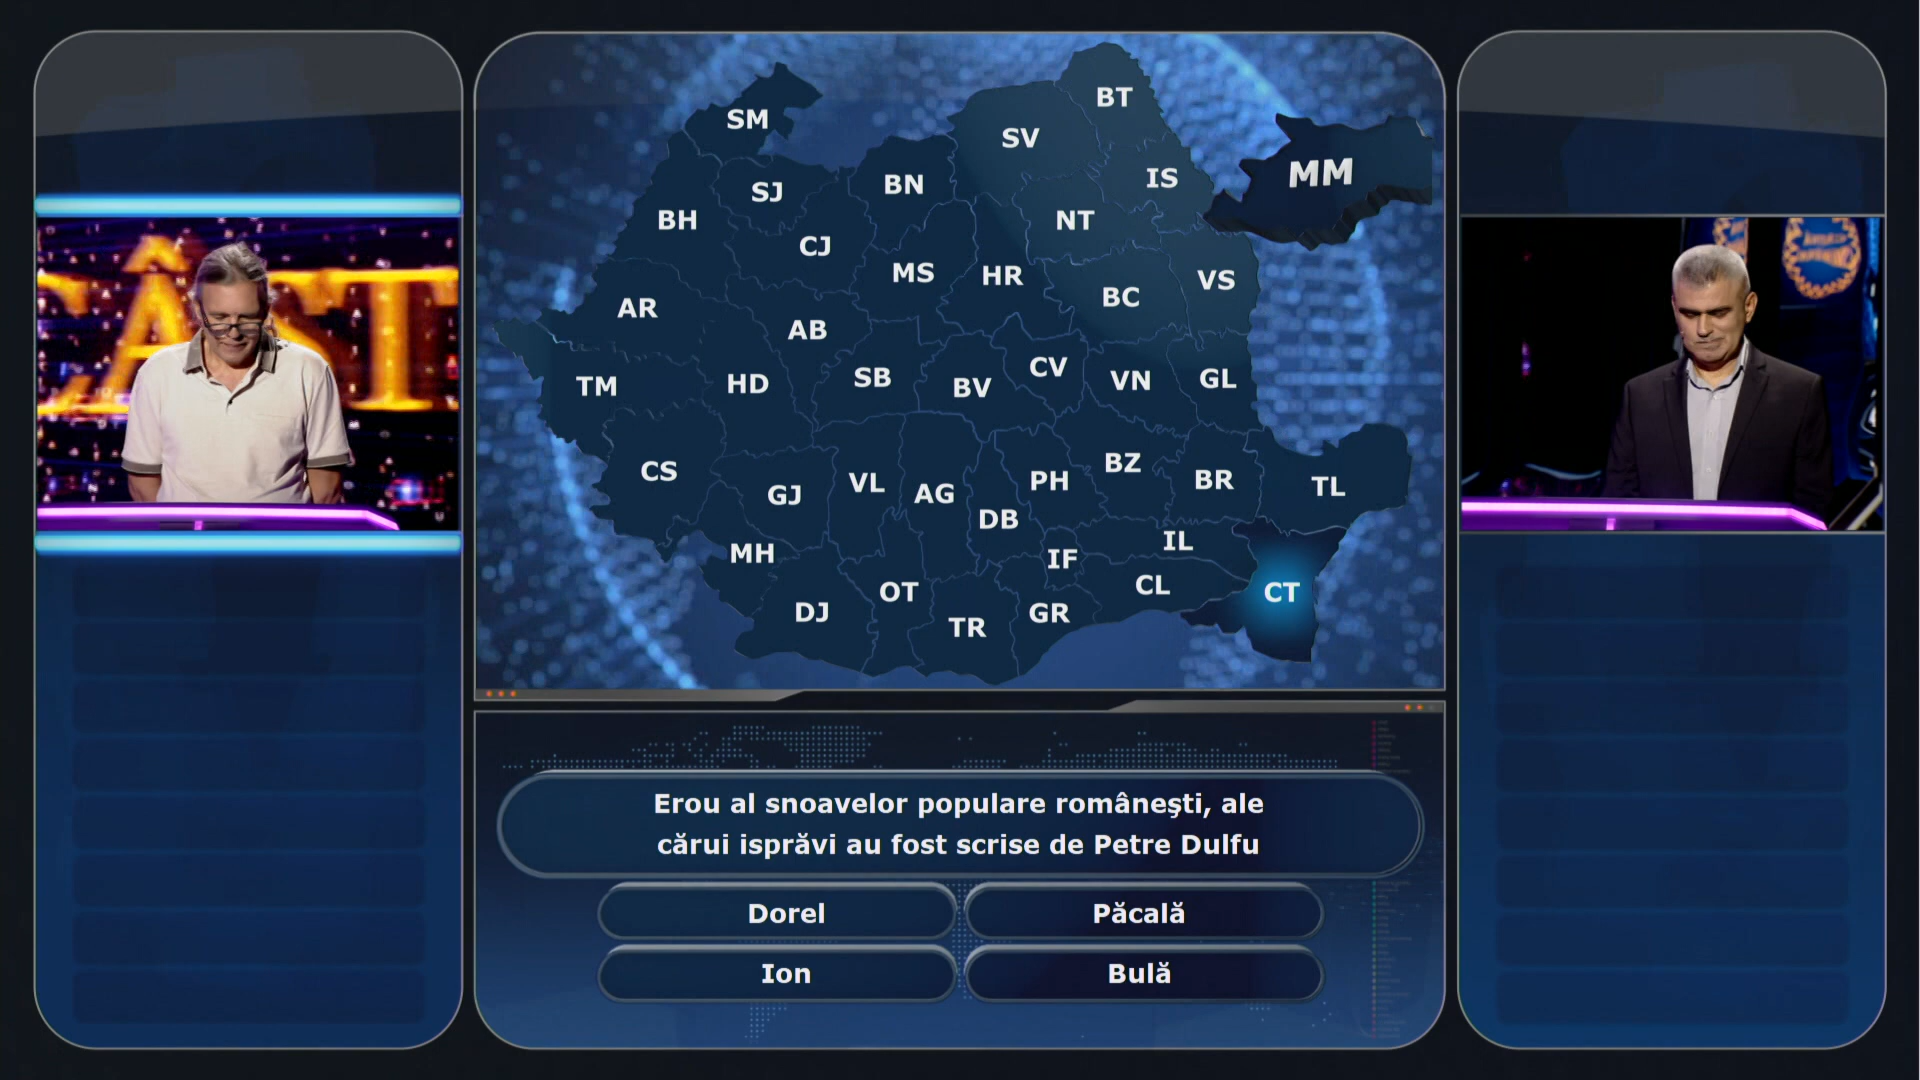 CÂȘT
SM
BT
SV
MM
IS
BN
SJ
BH
NT
CJ
MS
HR
VS
BC
AR
AB
CV
SB
VN
GL
TM
HD
BV
CS
BZ
PH
BR
VL
TL
GJ
AG
DB
IL
MH
IF
CL
CT
OT
DJ
GR
TR
Erou al snoavelor populare româneşti, ale
cărui isprăvi au fost scrise de Petre Dulfu
Dorel
Păcală
Ion
Bulă